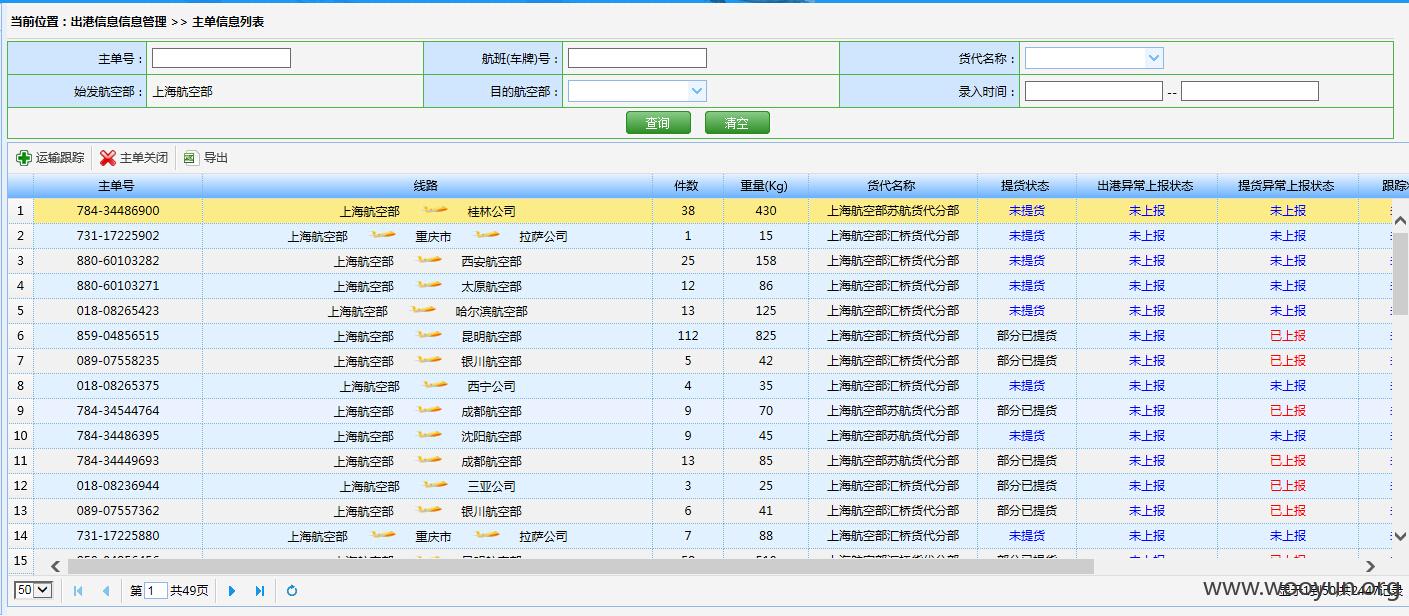 当前位置：出港信息信息管理 >> 主单信息列表
主单号： 航班(车牌)号： 货代名称：
始发航空部： 上海航空部 目的航空部： 录入时间： --
查询 清空
运输跟踪 主单关闭 导出
主单号 线路 件数 重量(Kg) 货代名称 提货状态 出港异常上报状态 提货异常上报状态 跟踪
1 784-34486900 上海航空部 桂林公司 38 430 上海航空部苏航货代分部 未提货 未上报 未上报
2 731-17225902 上海航空部 重庆市 拉萨公司 1 15 上海航空部汇桥货代分部 未提货 未上报 未上报
3 880-60103282 上海航空部 西安航空部 25 158 上海航空部汇桥货代分部 未提货 未上报 未上报
4 880-60103271 上海航空部 太原航空部 12 86 上海航空部汇桥货代分部 未提货 未上报 未上报
5 018-08265423 上海航空部 哈尔滨航空部 13 125 上海航空部汇桥货代分部 未提货 未上报 未上报
6 859-04856515 上海航空部 昆明航空部 112 825 上海航空部汇桥货代分部 部分已提货 未上报 已上报
7 089-07558235 上海航空部 银川航空部 5 42 上海航空部汇桥货代分部 部分已提货 未上报 已上报
8 018-08265375 上海航空部 西宁公司 4 35 上海航空部汇桥货代分部 未提货 未上报 未上报
9 784-34544764 上海航空部 成都航空部 9 70 上海航空部苏航货代分部 部分已提货 未上报 已上报
10 784-34486395 上海航空部 沈阳航空部 9 45 上海航空部苏航货代分部 未提货 未上报 未上报
11 784-34449693 上海航空部 成都航空部 13 85 上海航空部苏航货代分部 部分已提货 未上报 已上报
12 018-08236944 上海航空部 三亚公司 3 25 上海航空部汇桥货代分部 部分已提货 未上报 已上报
13 089-07557362 上海航空部 银川航空部 6 41 上海航空部汇桥货代分部 部分已提货 未上报 已上报
14 731-17225880 上海航空部 重庆市 拉萨公司 7 88 上海航空部汇桥货代分部 未提货 未上报 未上报
15
50 第 1 共49页
www.wooyun.org